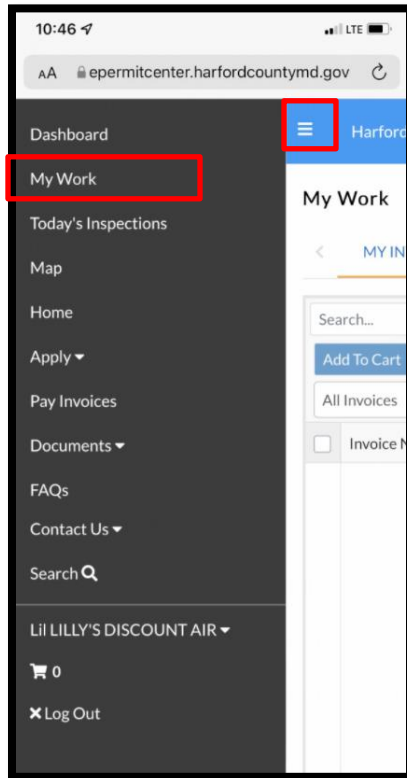 10:46
LTE
AA epermitcenter.harfordcountymd.gov
Dashboard
My Work
Today's Inspections
Map
Home
Apply
Pay Invoices
Documents
FAQs
Contact Us
Search
Lil LILLY'S DISCOUNT AIR
0
Log Out
Harford
My Work
MY IN
Search...
Add To Cart
All Invoices
Invoice N